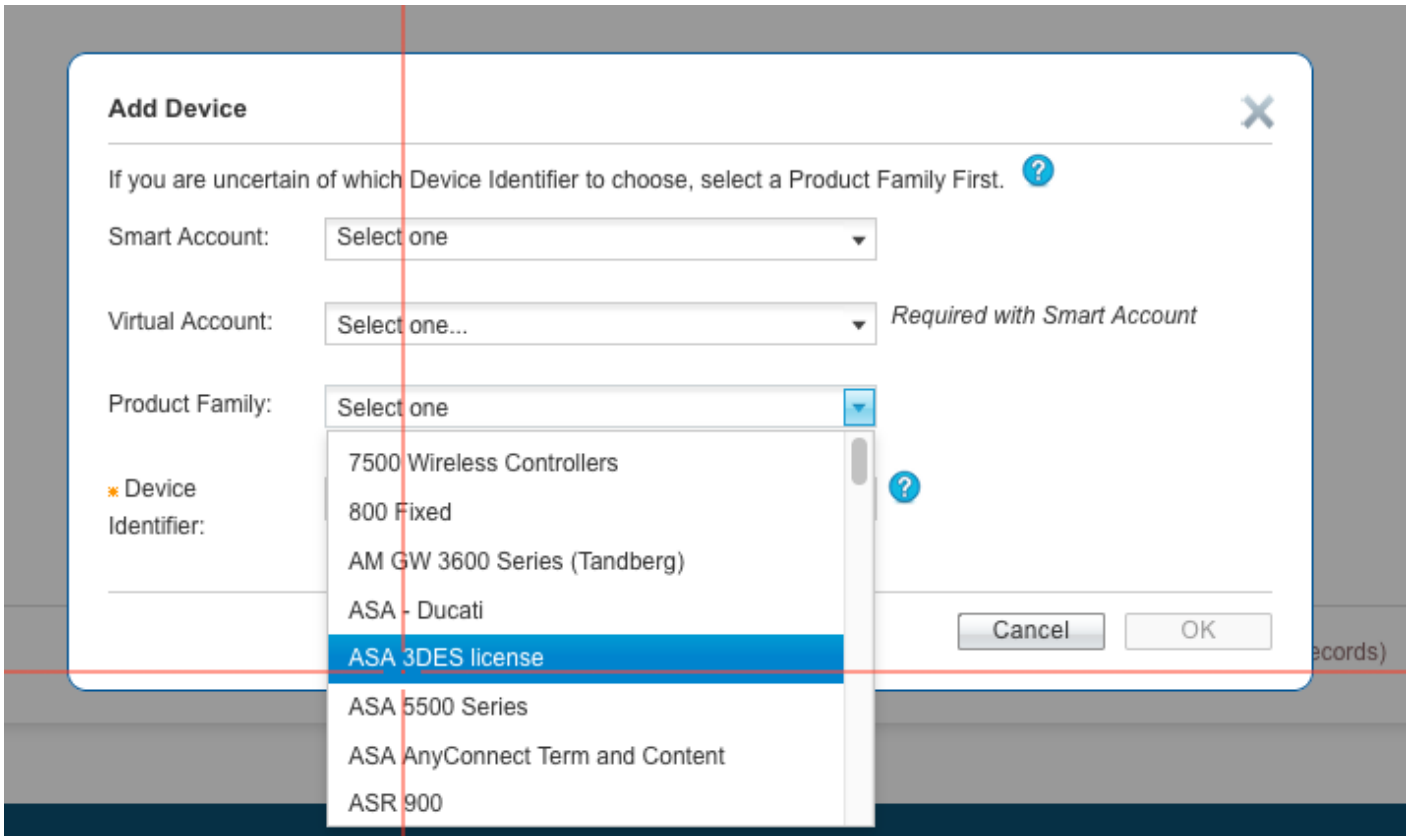 Add Device
If you are uncertain of which Device Identifier to choose, select a Product Family First. ?
Smart Account: Select one
Virtual Account: Select one... Required with Smart Account
Product Family: Select one
7500 Wireless Controllers
* Device ?
800 Fixed
Identifier:
AM GW 3600 Series (Tandberg)
ASA - Ducati
Cancel OK
ASA 3DES license
ASA 5500 Series
ASA AnyConnect Term and Content
ASR 900